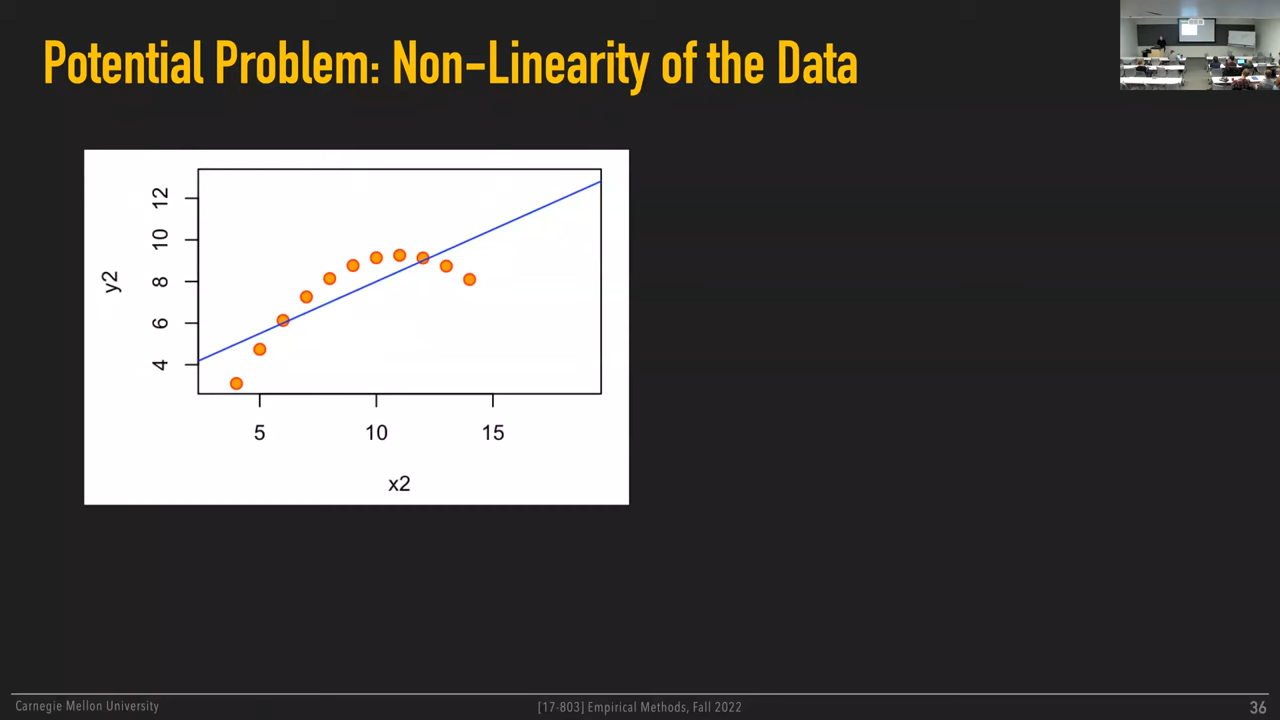 Potential Problem: Non-Linearity of the Data
12
10
8
6
4
y2
5 10 15
x2
Carnegie Mellon University
[17-803] Empirical Methods, Fall 2022
36